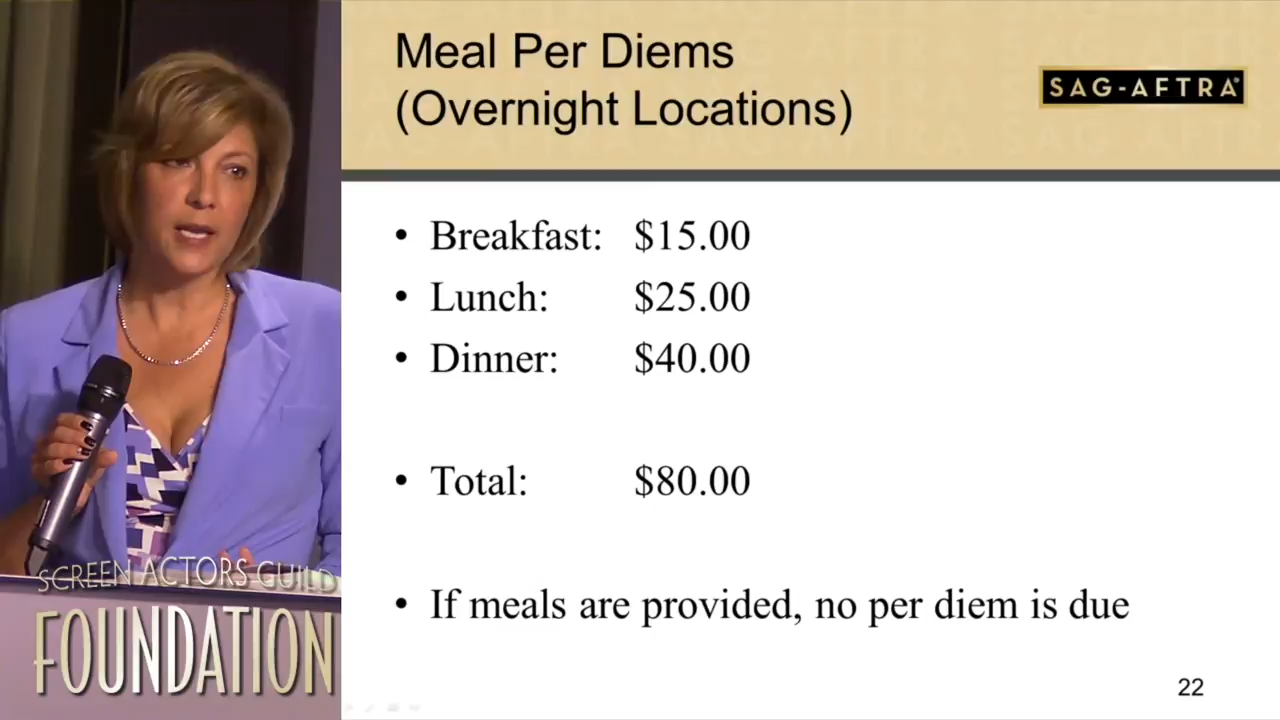 Meal Per Diems
(Overnight Locations)
SAG-AFTRA®
• Breakfast: $15.00
• Lunch: $25.00
• Dinner: $40.00
• Total: $80.00
• If meals are provided, no per diem is due
22
SCREEN ACTORS GUILD
FOUNDATION